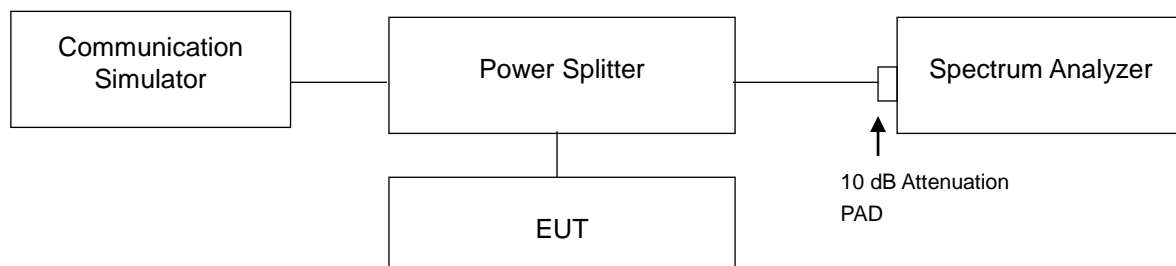 Communication
Simulator
Power Splitter
Spectrum Analyzer
10 dB Attenuation
PAD
EUT